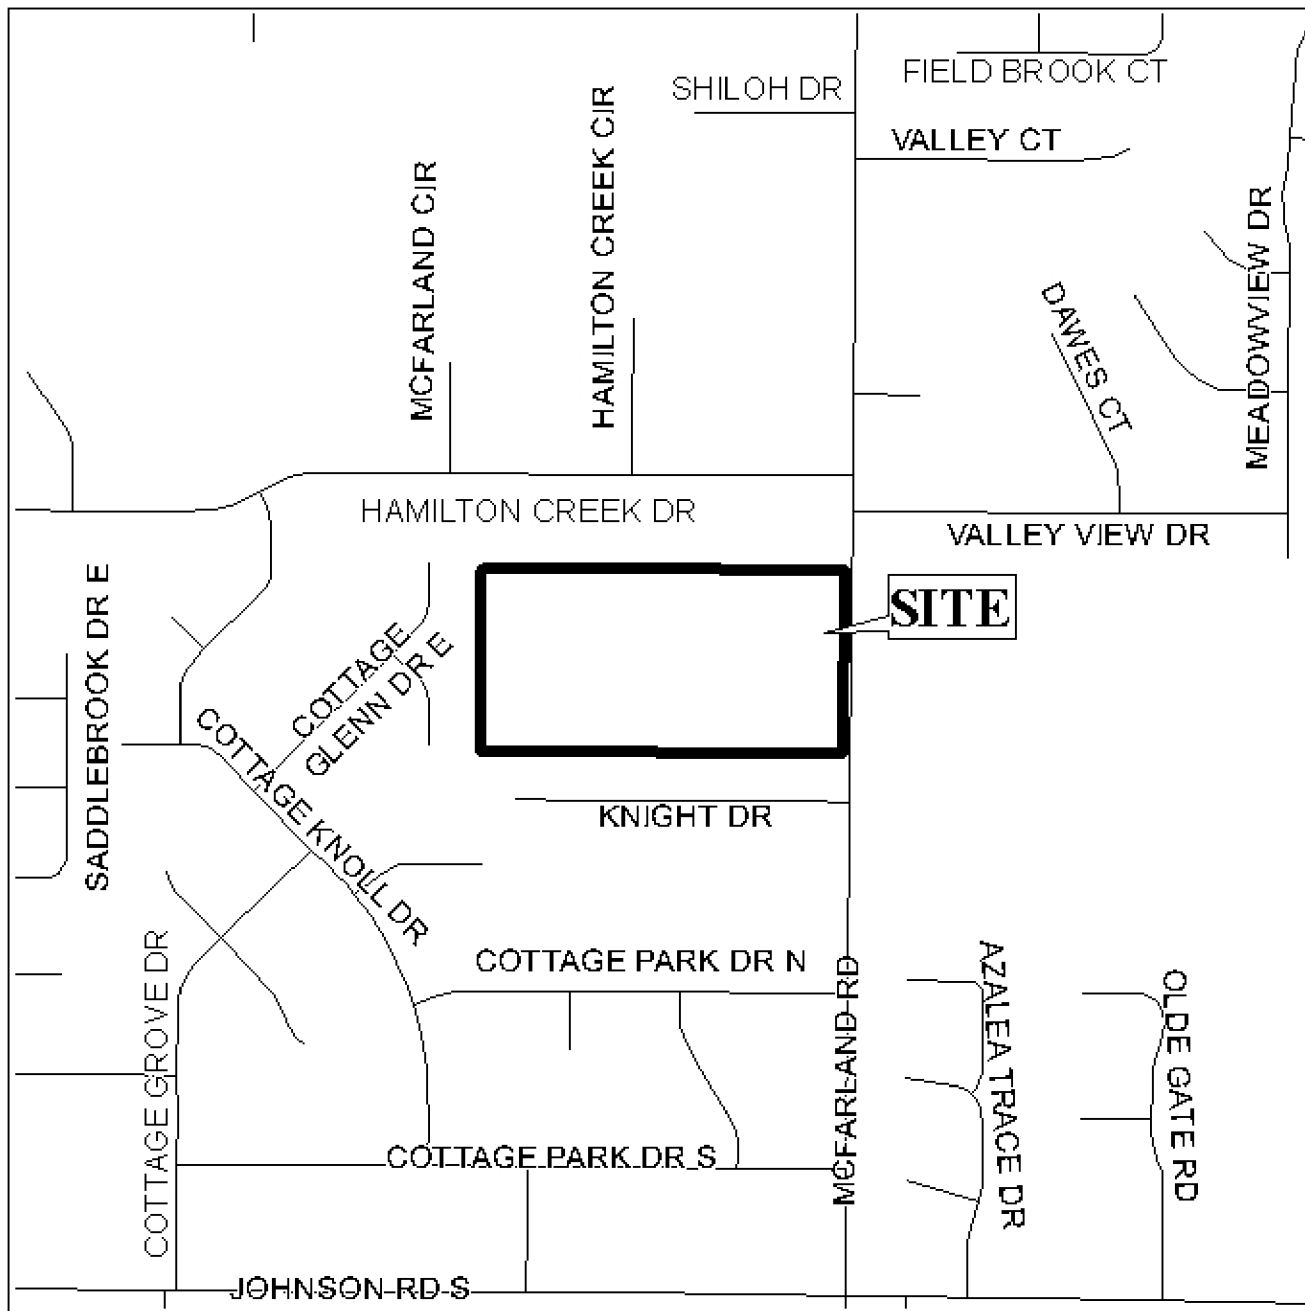 FIELD BROOK CT
SHILOH DR
VALLEY CT
HAMILTON CREEK CIR
MCFARLAND CIR
MEADOWVIEW DR
DAWES CT
HAMILTON CREEK DR
VALLEY VIEW DR
SITE
SADDLEBROOK DR E
COTTAGE
GLENN DR E
COTTAGE KNOLL DR
KNIGHT DR
COTTAGE PARK DR N
COTTAGE GROVE DR
MCFARLAND RD
AZALEA TRACE DR
OLDE GATE RD
COTTAGE PARK DR S
JOHNSON RD S